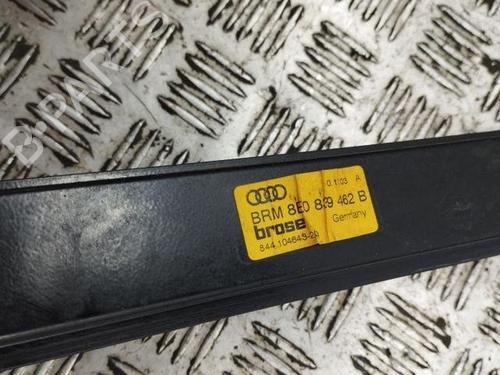 0.1.03 A
BRM 8E0 839 462 B
brose Germany
844.104643-20
B-PARTS